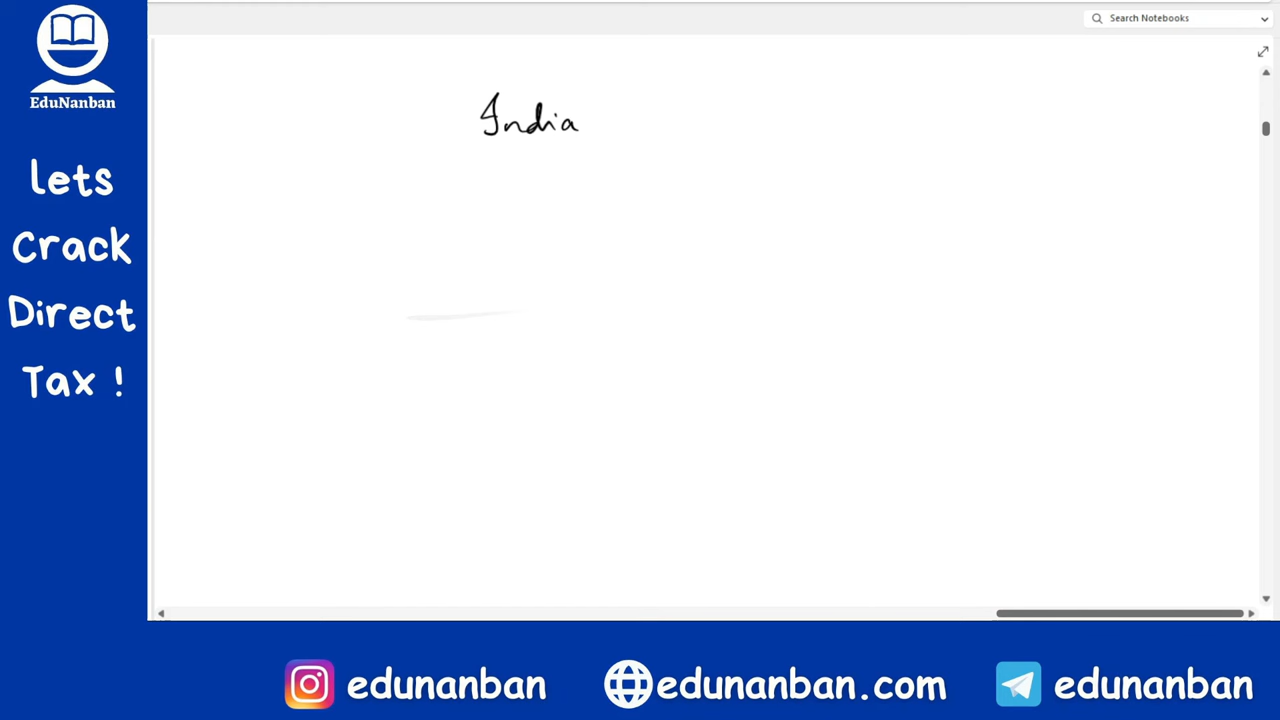 EduNanban
Lets
Crack
Direct
Tax !
Search Notebooks
India
edunanban
edunanban.com
edunanban